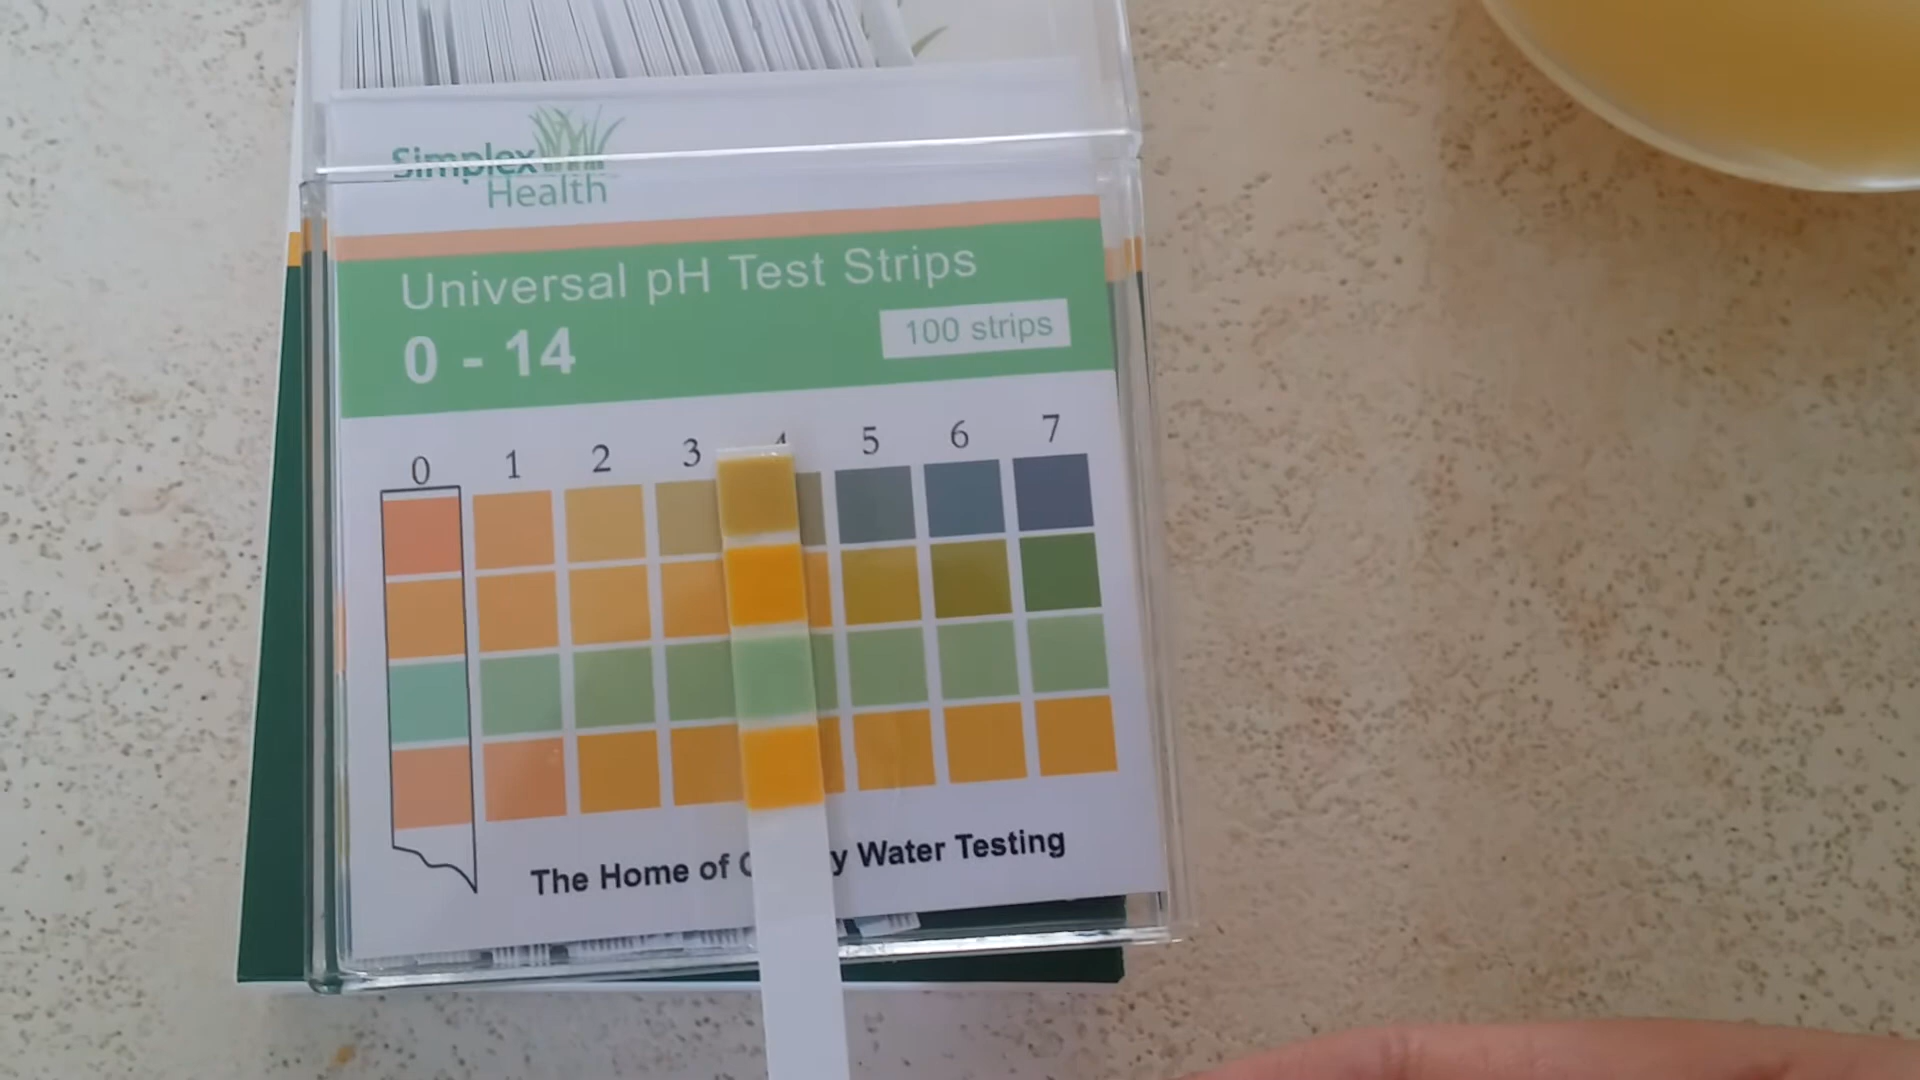 Simplex
Health
Universal pH Test Strips
0 - 14
100 strips
0 1 2 3 4 5 6 7
The Home of y Water Testing